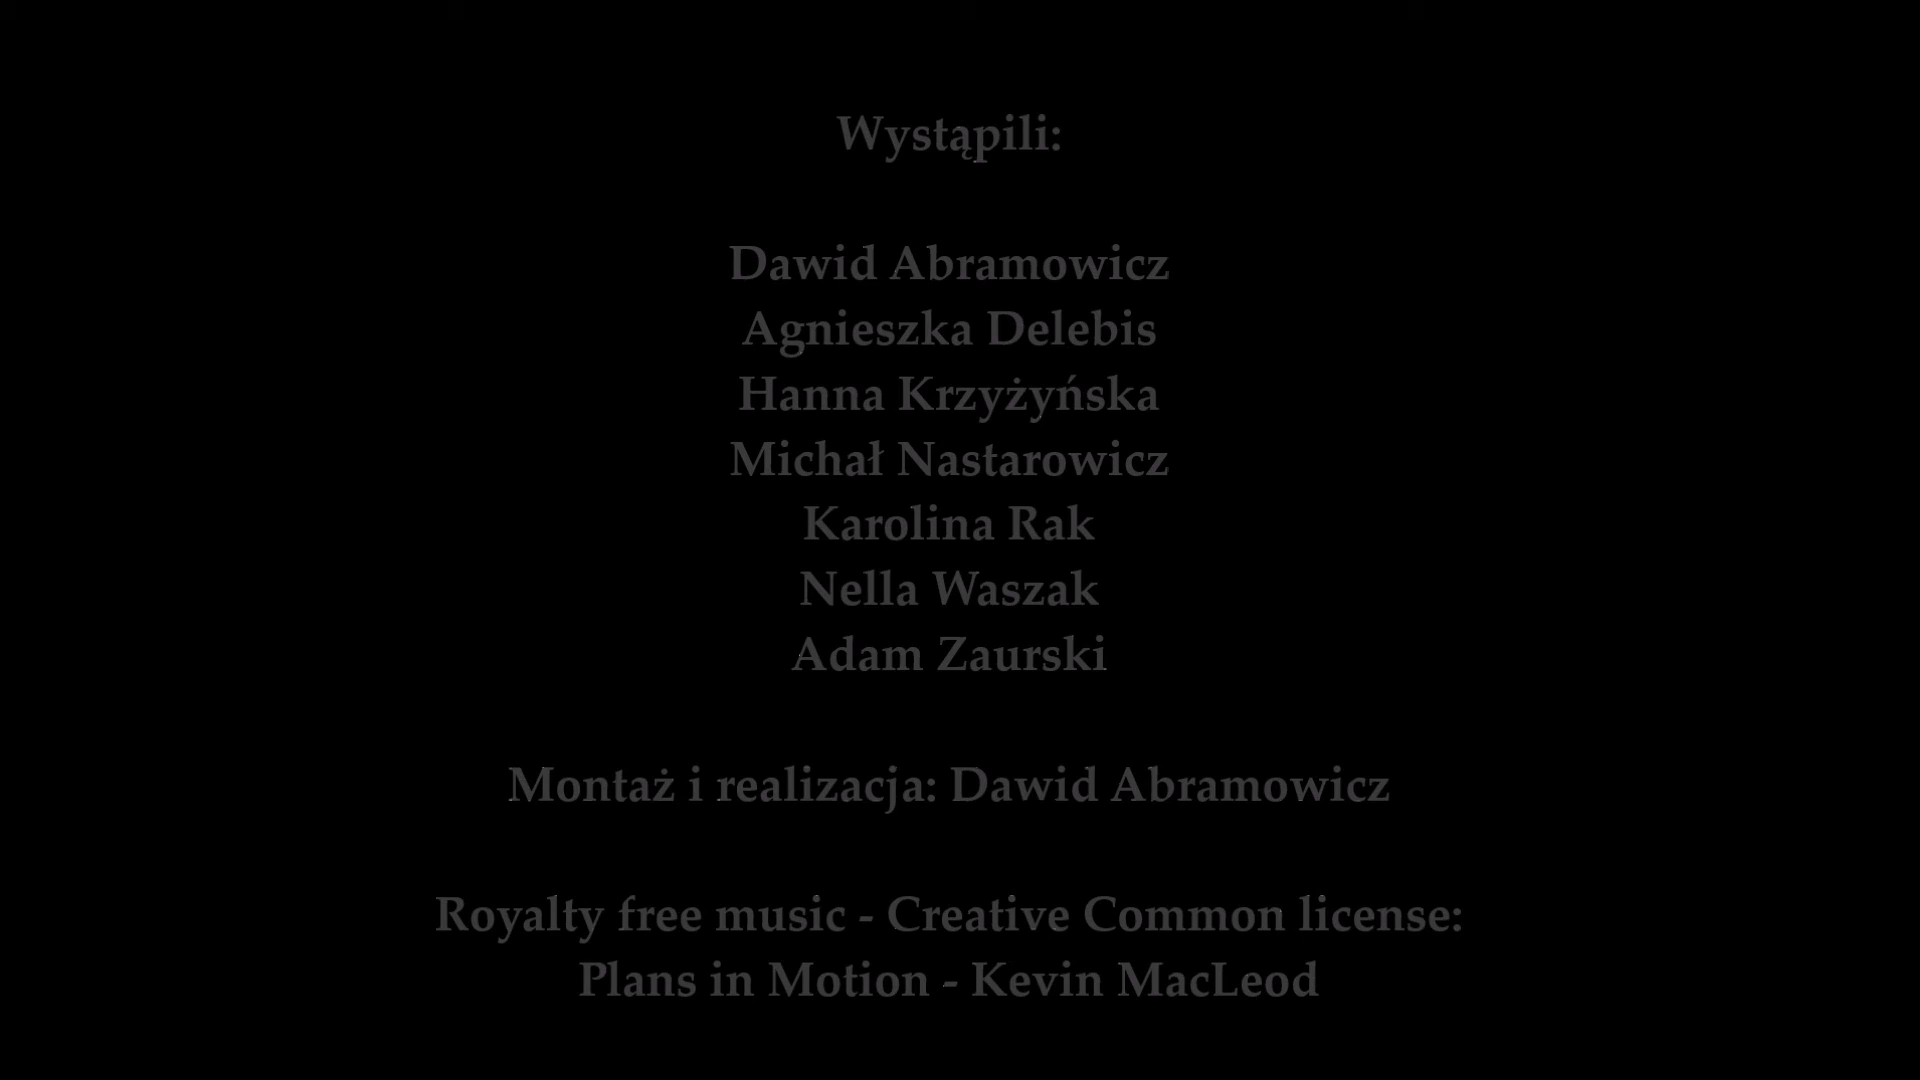 Wystąpili:
Dawid Abramowicz
Agnieszka Delebis
Hanna Krzyżyńska
Michał Nastarowicz
Karolina Rak
Nella Waszak
Adam Zaurski
Montaż i realizacja: Dawid Abramowicz
Royalty free music - Creative Common license:
Plans in Motion - Kevin MacLeod